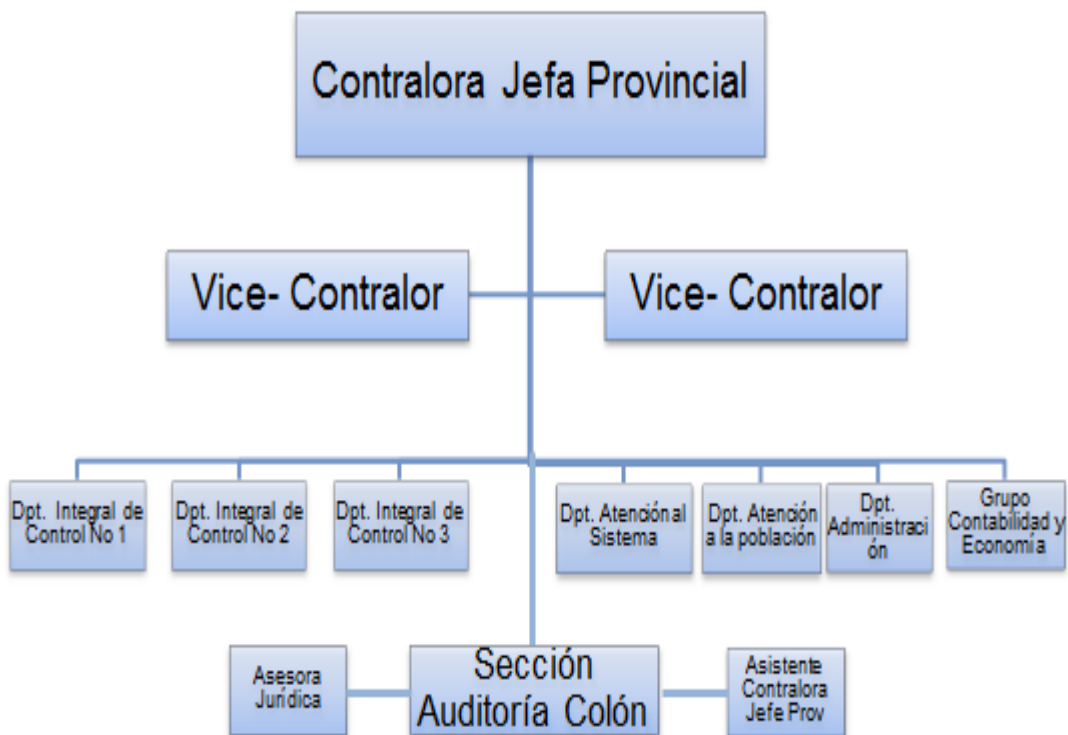 Contralora Jefa Provincial
Vice- Contralor
Vice- Contralor
Dpt. Integral de
Control No 1
Dpt. Integral de
Control No 2
Dpt. Integral de
Control No 3
Dpt. Atención al
Sistema
Dpt. Atención
a la población
Dpt.
Administraci
ón
Grupo
Contabilidad y
Economía
Asesora
Jurídica
Sección
Auditoría Colón
Asistente
Contralora
Jefe Prov